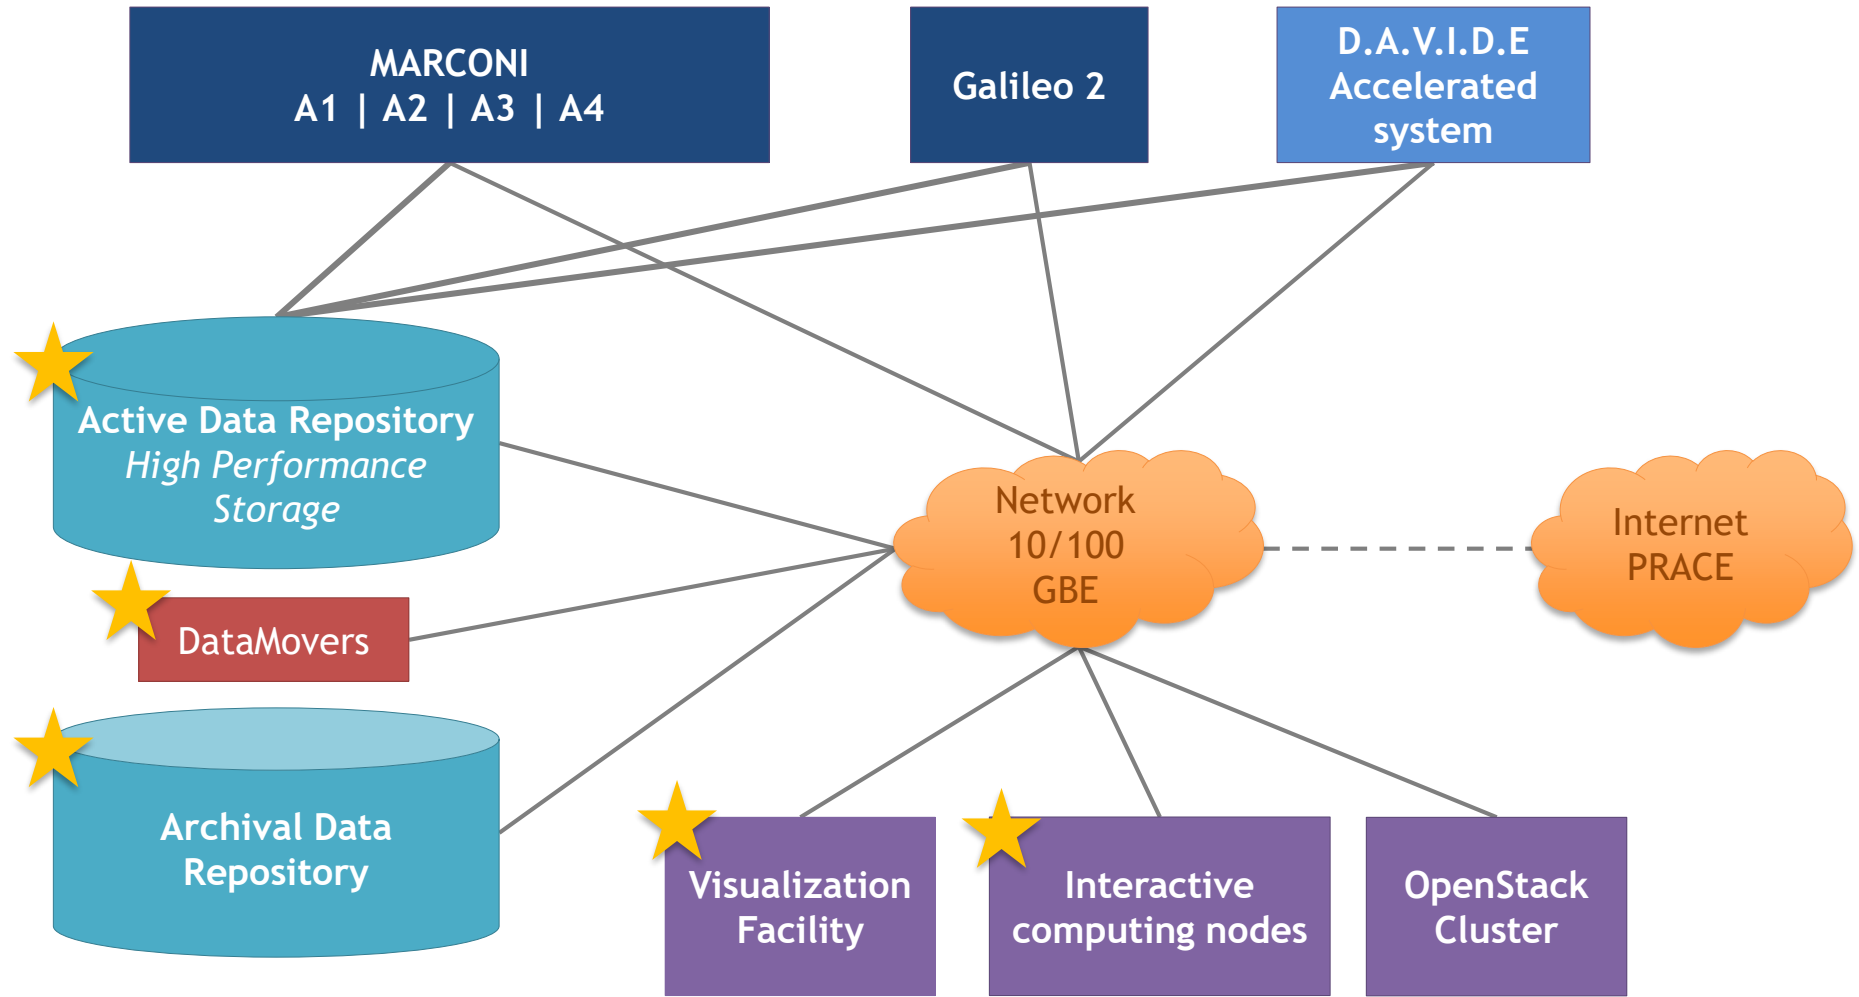 MARCONI
A1 | A2 | A3 | A4
Galileo 2
D.A.V.I.D.E
Accelerated
system
Active Data Repository
High Performance
Storage
Network
10/100
GBE
Internet
PRACE
DataMovers
Archival Data
Repository
Visualization
Facility
Interactive
computing nodes
OpenStack
Cluster